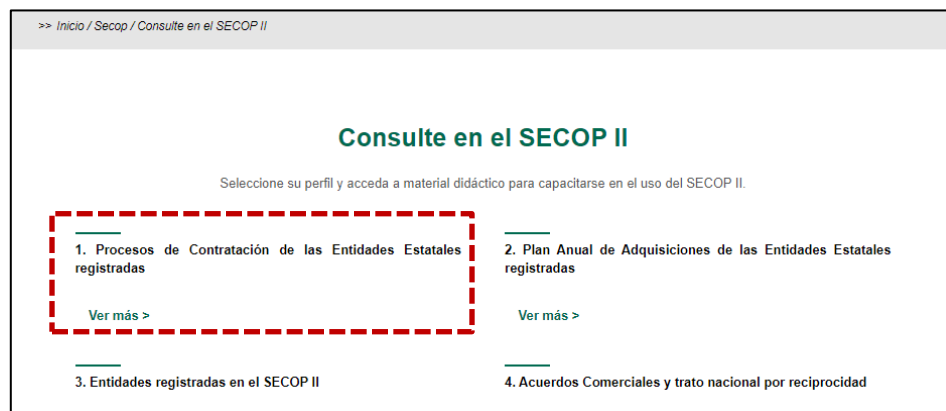 >> Inicio / Secop / Consulte en el SECOP II
Consulte en el SECOP II
Seleccione su perfil y acceda a material didáctico para capacitarse en el uso del SECOP II.
1. Procesos de Contratación de las Entidades Estatales
registradas
Ver más >
2. Plan Anual de Adquisiciones de las Entidades Estatales
registradas
Ver más >
3. Entidades registradas en el SECOP II
4. Acuerdos Comerciales y trato nacional por reciprocidad